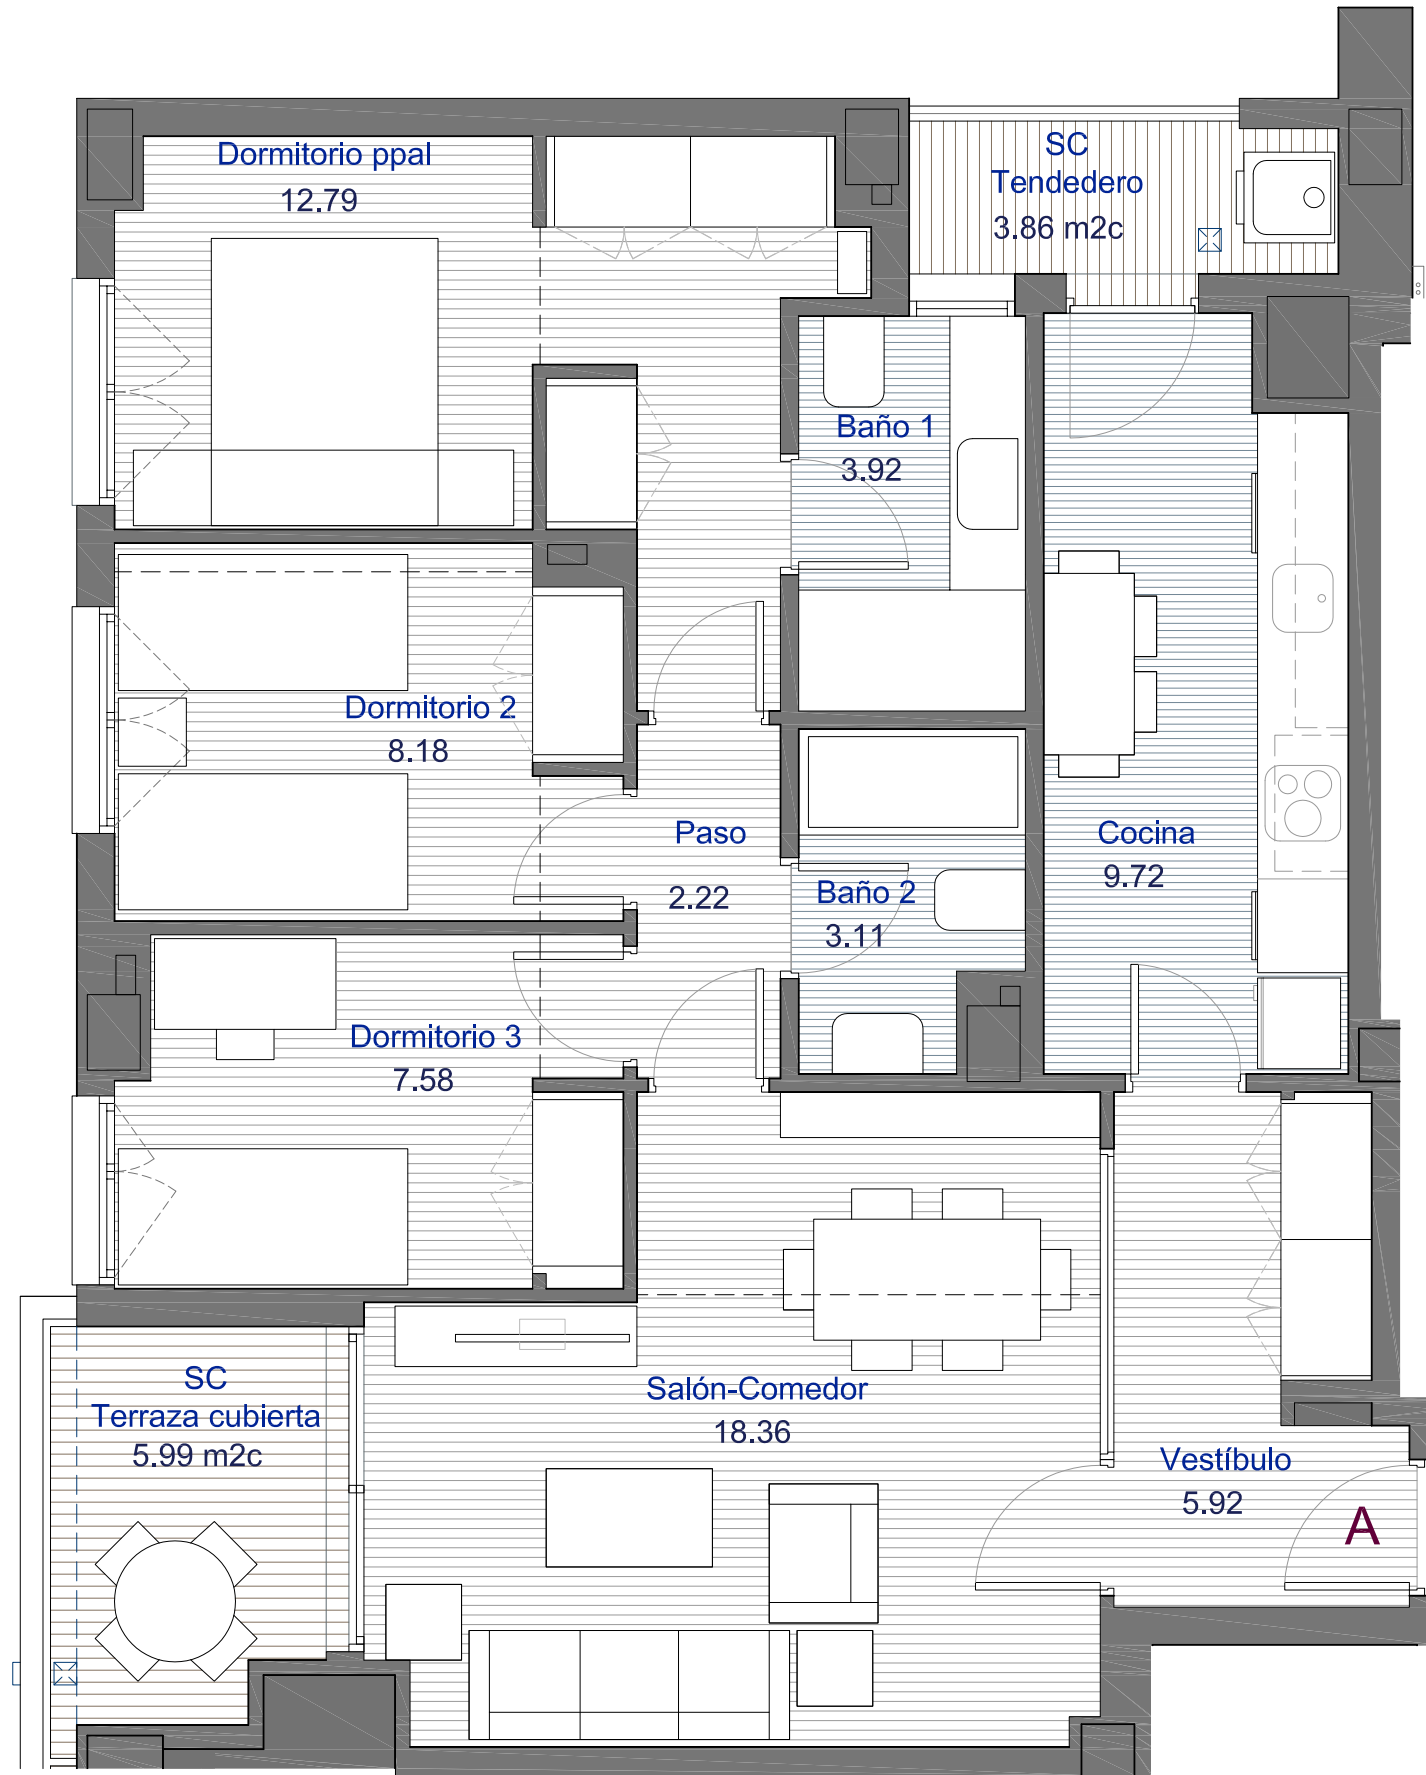 Dormitorio ppal
12.79
SC
Tendedero
3.86 m2c
Baño 1
3.92
Dormitorio 2
8.18
Paso
2.22
Baño 2
3.11
Cocina
9.72
Dormitorio 3
7.58
SC
Terraza cubierta
5.99 m2c
Salón-Comedor
18.36
Vestíbulo
5.92
A